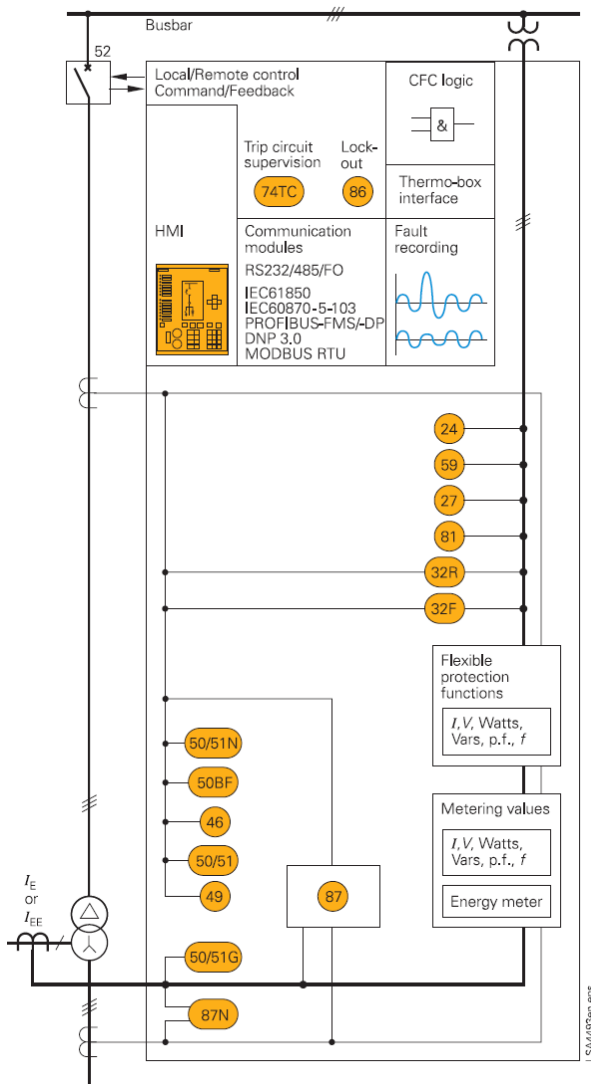 Busbar
52
Local/Remote control
Command/Feedback
CFC logic
&
Trip circuit
supervision
74TC
Lock-
out
86
Thermo-box
interface
HMI
Communication
modules
RS232/485/FO
IEC61850
IEC60870-5-103
PROFIBUS-FMS/-DP
DNP 3.0
MODBUS RTU
Fault
recording
24
59
27
81
32R
32F
Flexible
protection
functions
I, V, Watts,
Vars, p.f., f
50/51N
50BF
46
50/51
49
87
Metering values
I, V, Watts,
Vars, p.f., f
Energy meter
IE
or
IEE
50/51G
87N
LSA4493en.eps